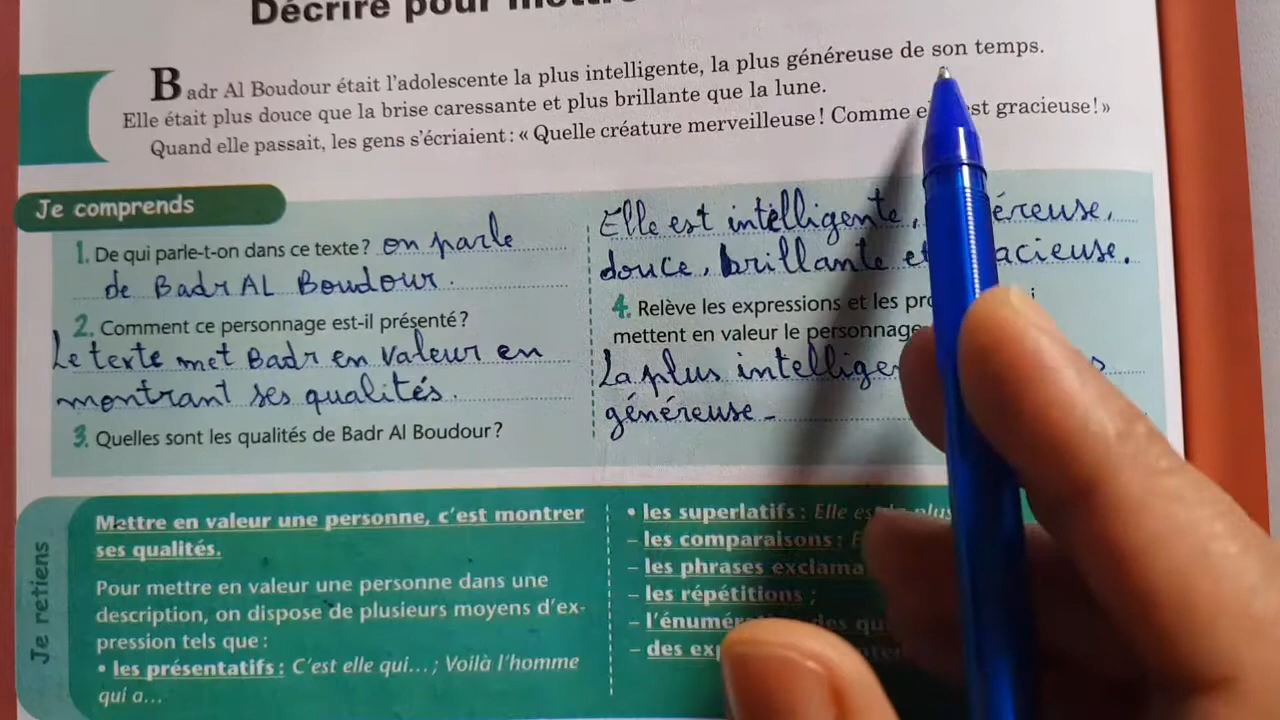 Décrire pour
Badr Al Boudour était l'adolescente la plus intelligente, la plus généreuse de son temps.
Elle était plus douce que la brise caressante et plus brillante que la lune.
Quand elle passait, les gens s'écriaient : « Quelle créature merveilleuse ! Comme est gracieuse ! »
Je comprends
1. De qui parle-t-on dans ce texte ? on parle
de Badr AL Boudour.
2. Comment ce personnage est-il présenté ?
Le texte met Badr en valeur en
montrant ses qualités.
3. Quelles sont les qualités de Badr Al Boudour ?
Elle est intelligente, éreuse,
douce, brillante et acieuse.
4. Relève les expressions et les
mettent en valeur le personnage
La plus intellige
généreuse -
Je retiens
Mettre en valeur une personne, c'est montrer
ses qualités.
Pour mettre en valeur une personne dans une
description, on dispose de plusieurs moyens d'ex-
pression tels que :
• les présentatifs : C'est elle qui... ; Voilà l'homme
qui a...
• les superlatifs : Elle es plus
– les comparaisons :
– les phrases exclama
– les répétitions ;
– l'énumér des qu
– des exp